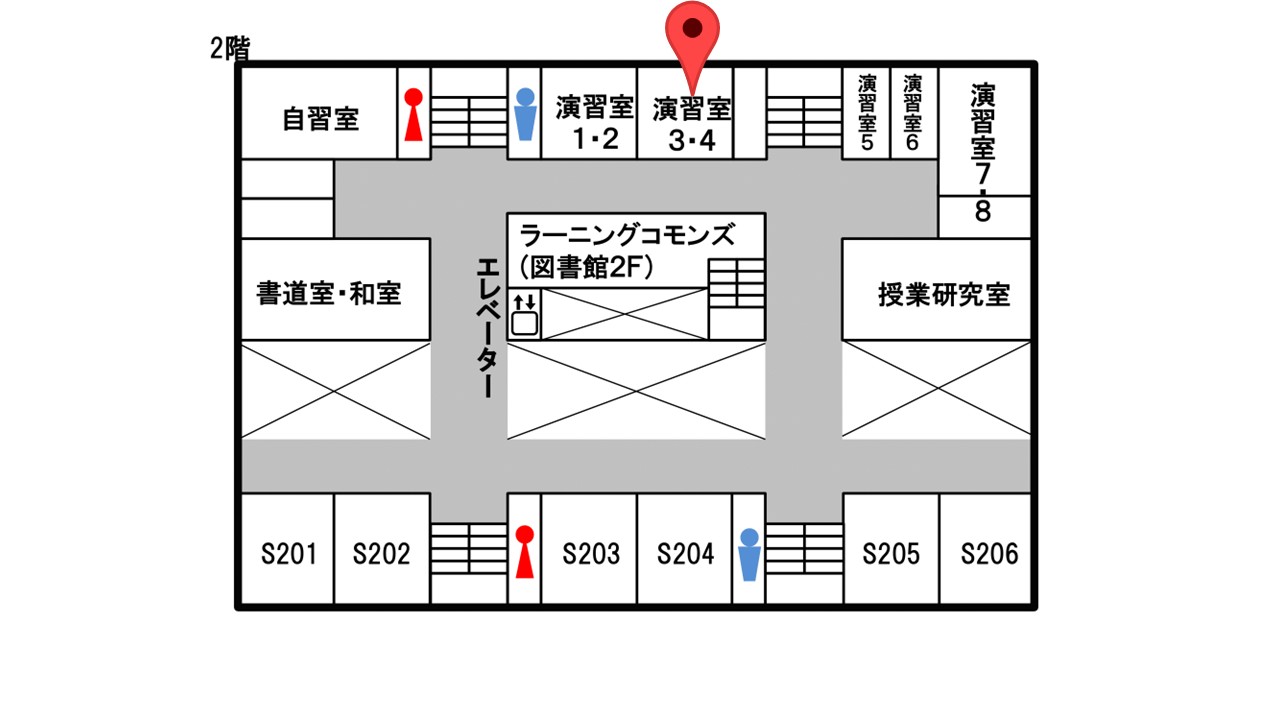 2階
自習室
演習室
1・2
演習室
3・4
演習室5
演習室6
演習室7・8
ラーニングコモンズ
（図書館2F）
エレベーター
書道室・和室
授業研究室
S201
S202
S203
S204
S205
S206